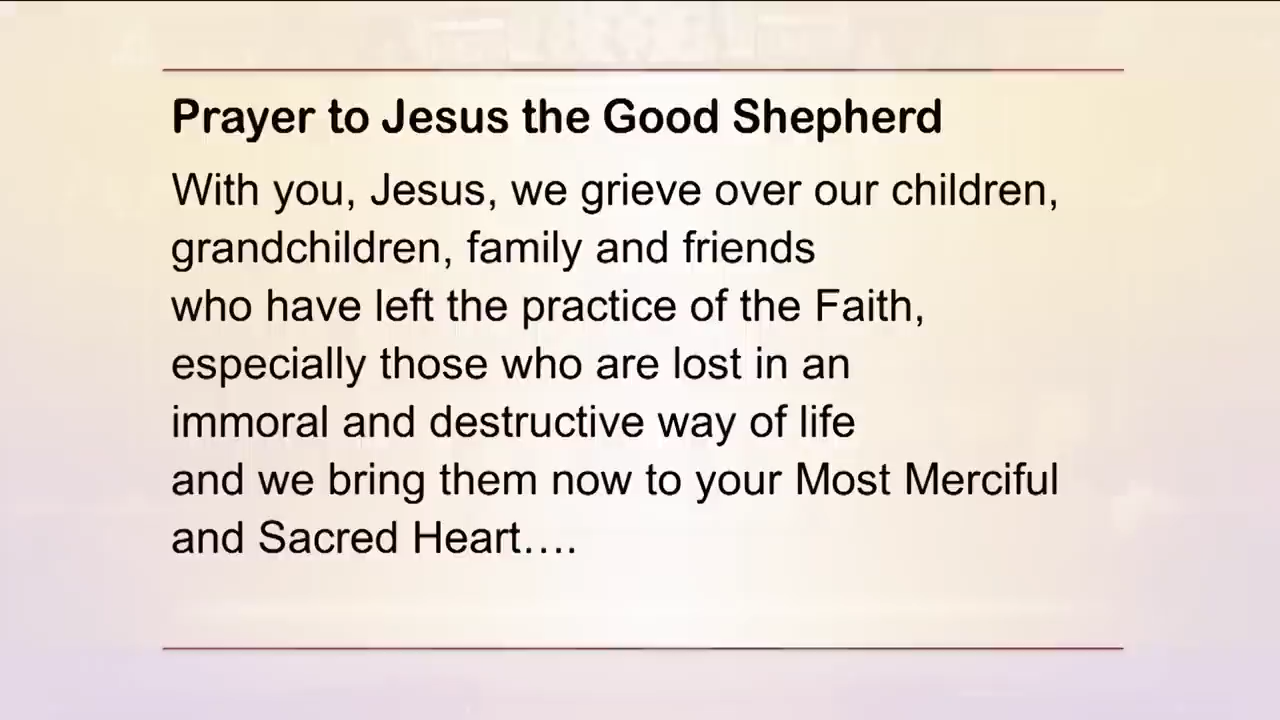 Prayer to Jesus the Good Shepherd
With you, Jesus, we grieve over our children,
grandchildren, family and friends
who have left the practice of the Faith,
especially those who are lost in an
immoral and destructive way of life
and we bring them now to your Most Merciful
and Sacred Heart….